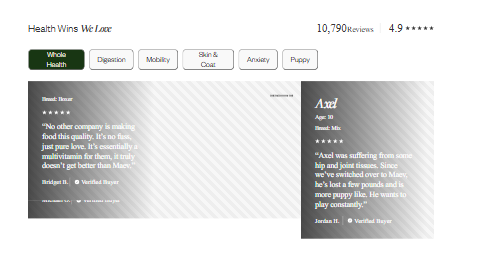 Health Wins We Love
10,790 Reviews
4.9 ★★★★★
Whole
Health
Digestion
Mobility
Skin &
Coat
Anxiety
Puppy
Breed: Boxer
★★★★★
“No other company is making
food this quality. It’s no fuss,
just pure love. It’s essentially a
multivitamin for them, it truly
doesn’t get better than Maev.”
Bridget B.
Verified Buyer
Axel
Age: 10
Breed: Mix
★★★★★
“Axel was suffering from some
hip and joint tissues. Since
we’ve switched over to Maev,
he’s lost a few pounds and is
more puppy like. He wants to
play constantly.”
Jordan H.
Verified Buyer